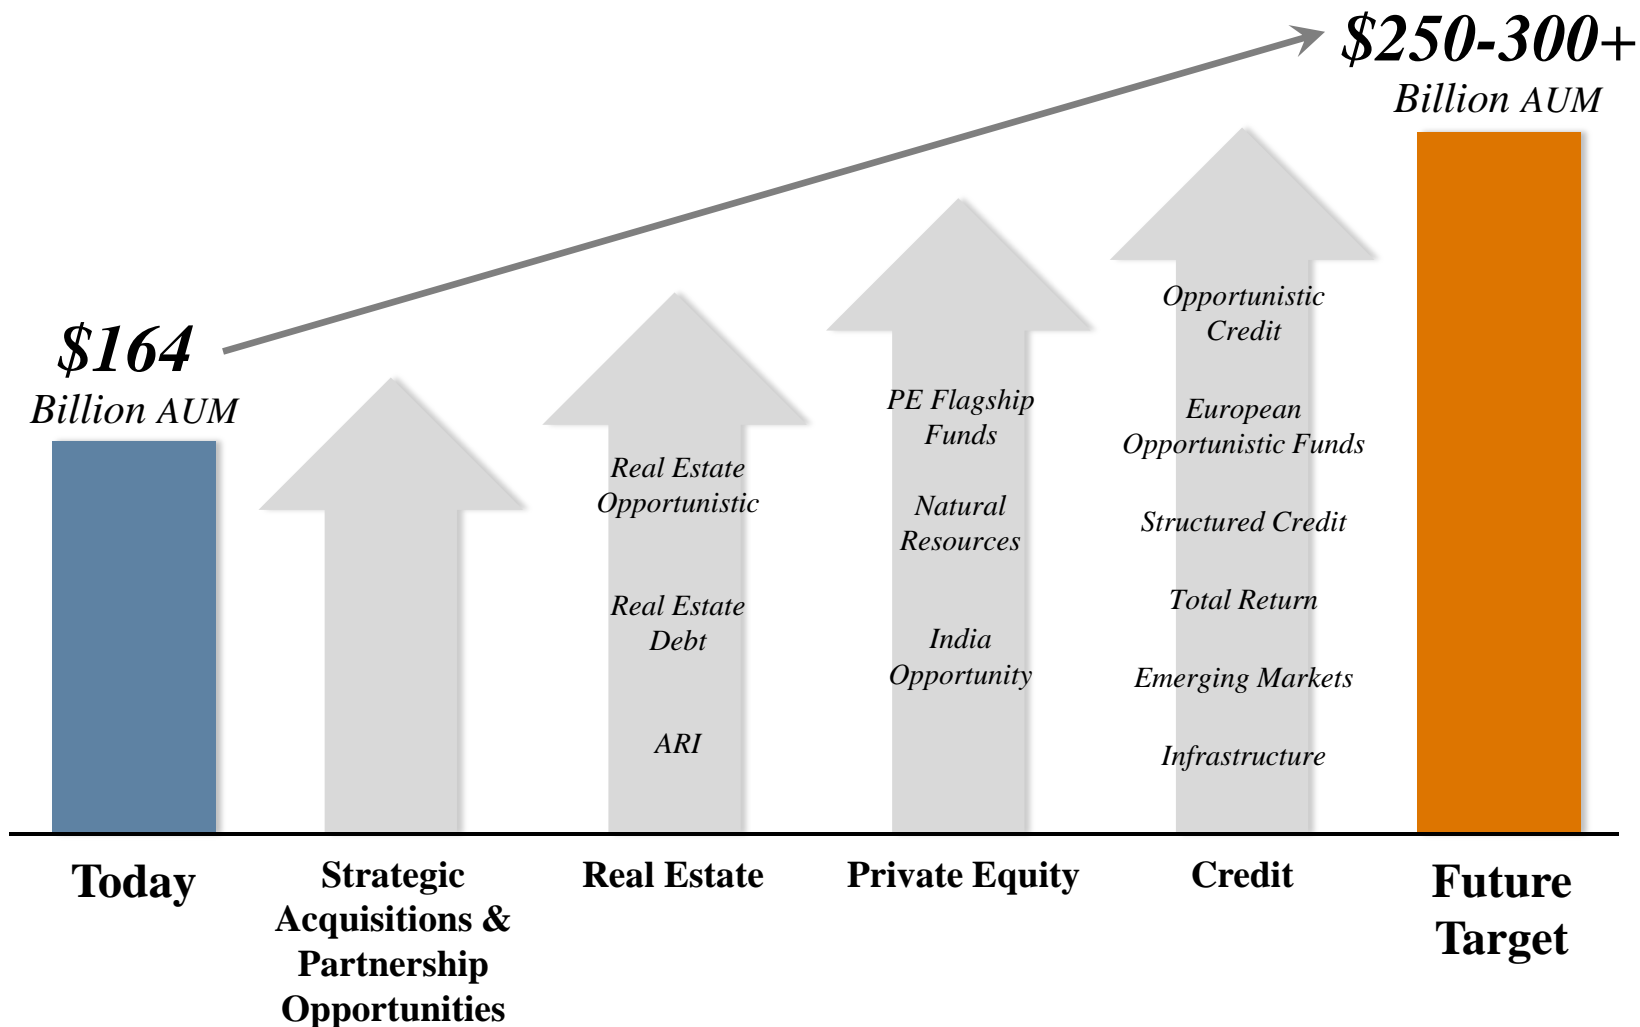 $250-300+
Billion AUM
$164
Billion AUM
Real Estate
Opportunistic
Real Estate
Debt
ARI
PE Flagship
Funds
Natural
Resources
India
Opportunity
Opportunistic
Credit
European
Opportunistic Funds
Structured Credit
Total Return
Emerging Markets
Infrastructure
Today
Strategic
Acquisitions &
Partnership
Opportunities
Real Estate
Private Equity
Credit
Future
Target